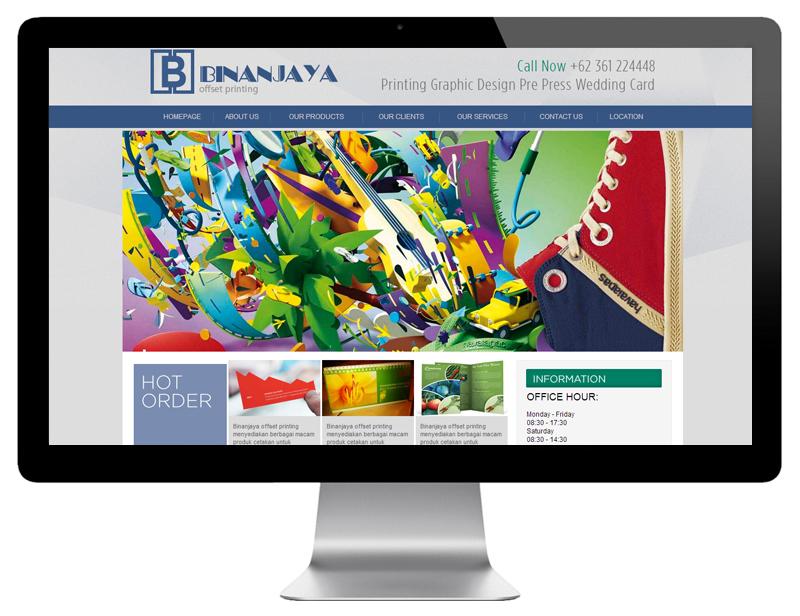 B BINANJAYA
offset printing
Call Now +62 361 224448
Printing Graphic Design Pre Press Wedding Card
HOMEPAGE ABOUT US OUR PRODUCTS OUR CLIENTS OUR SERVICES CONTACT US LOCATION
havaianas
havaianas
HOT
ORDER
Binanjaya offset printing
menyediakan berbagai macam
produk cetakan untuk
Binanjaya offset printing
menyediakan berbagai macam
produk cetakan untuk
Binanjaya offset printing
menyediakan berbagai macam
produk cetakan untuk
INFORMATION
OFFICE HOUR:
Monday - Friday
08:30 - 17:30
Saturday
08:30 - 14:30